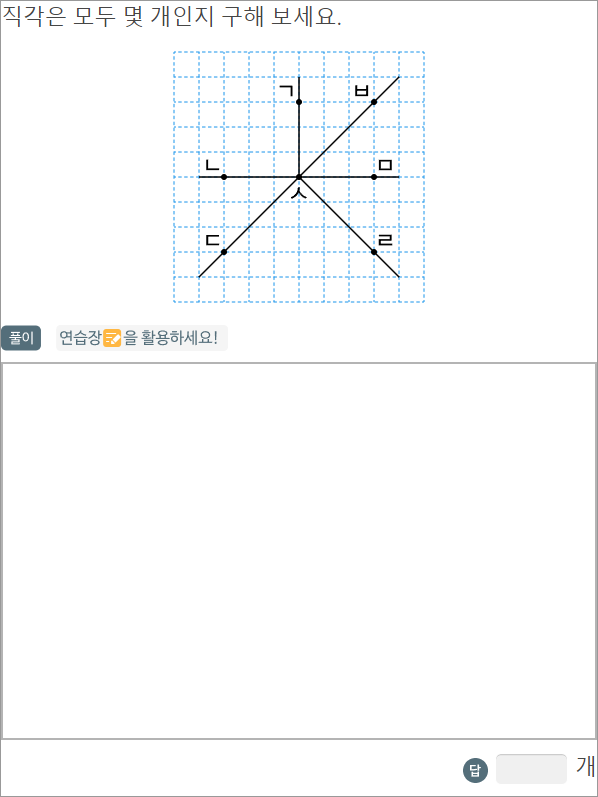 직각은 모두 몇 개인지 구해 보세요.
ㄱ ㅂ
ㄴ ㅁ
ㅅ
ㄷ ㄹ
풀이 연습장을 활용하세요!
답 개